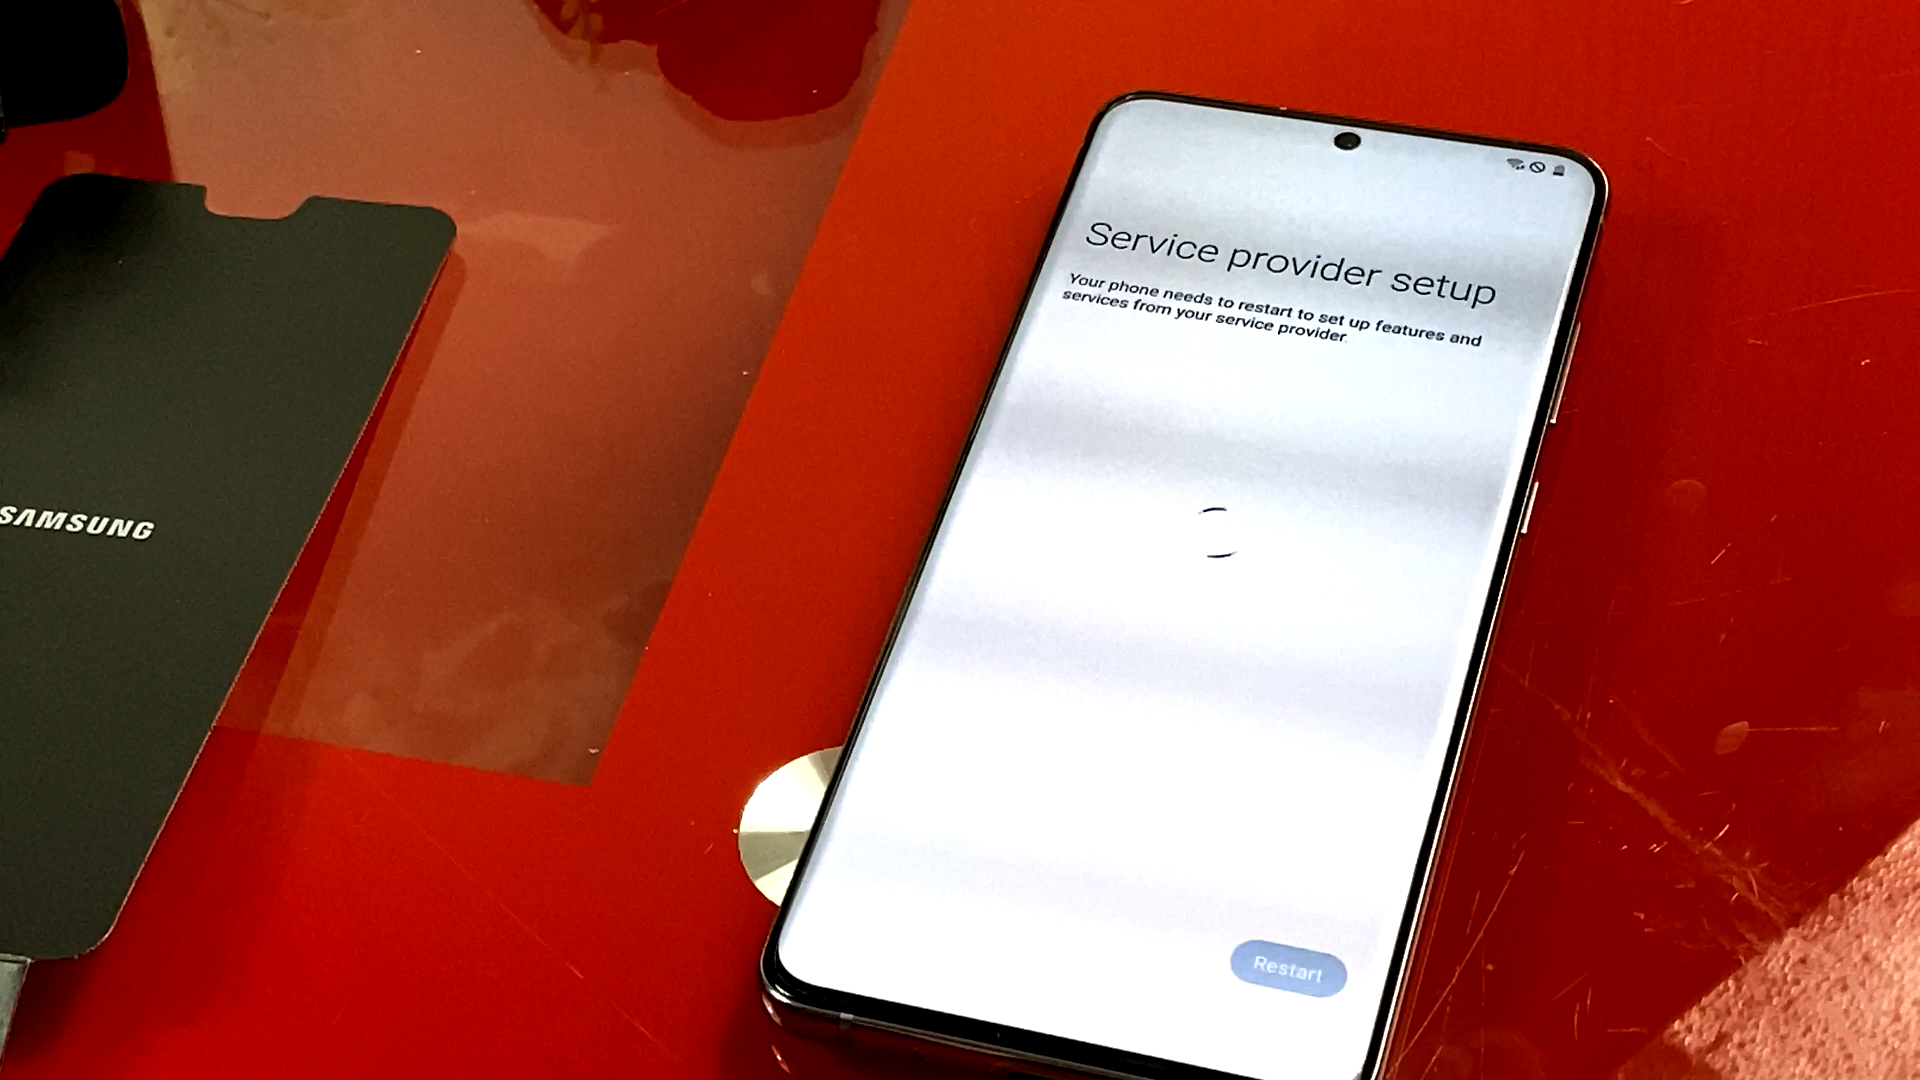 SAMSUNG
Service provider setup
Your phone needs to restart to set up features and
services from your service provider.
Restart